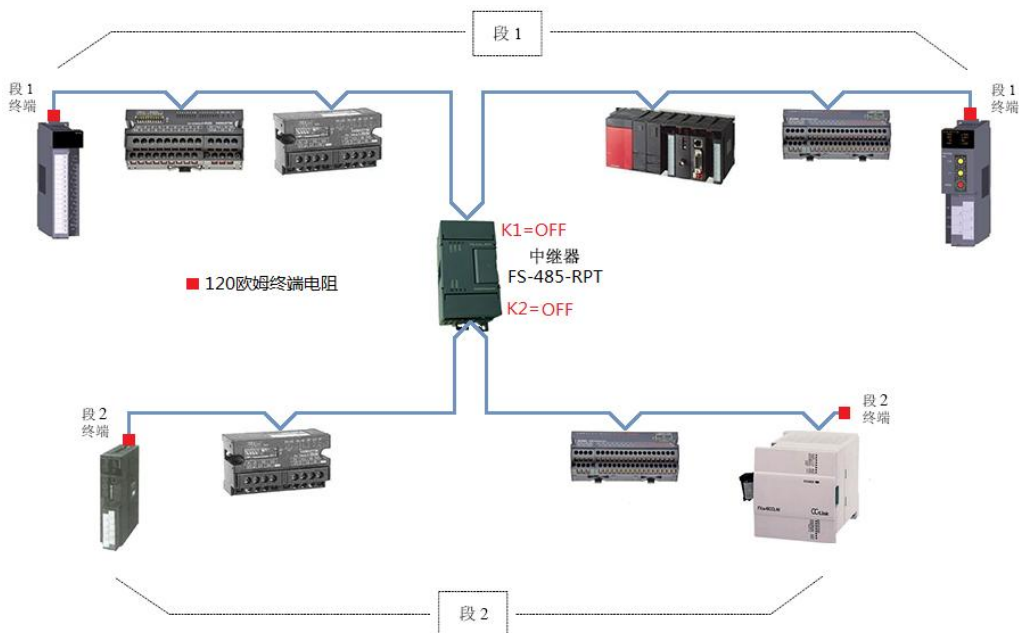 段 1
段 1
终端
段 1
终端
K1=OFF
中继器
FS-485-RPT
K2=OFF
120欧姆终端电阻
段 2
终端
段 2
终端
CC-Link
段 2